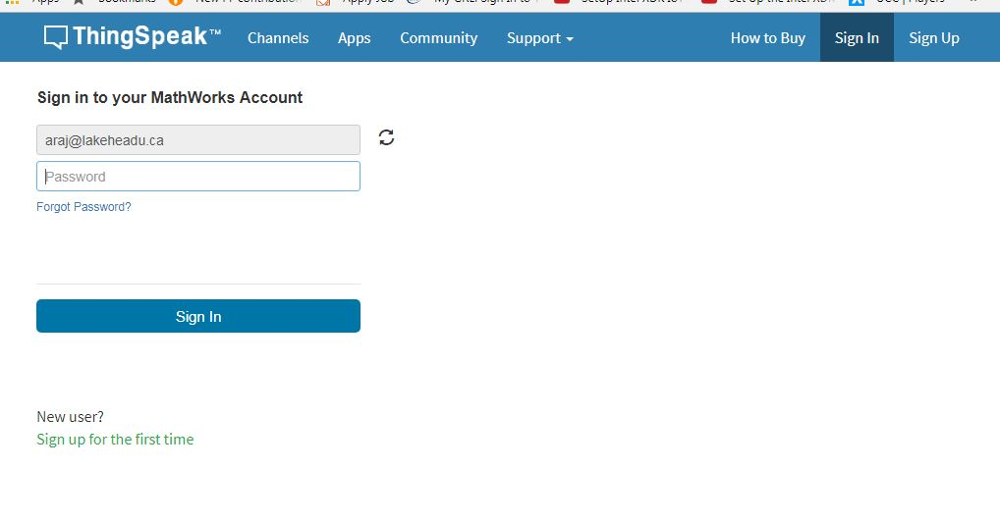 Apps Bookmarks
ThingSpeak™ Channels Apps Community Support How to Buy Sign In Sign Up
Sign in to your MathWorks Account
araj@lakeheadu.ca
Password
Forgot Password?
Sign In
New user?
Sign up for the first time